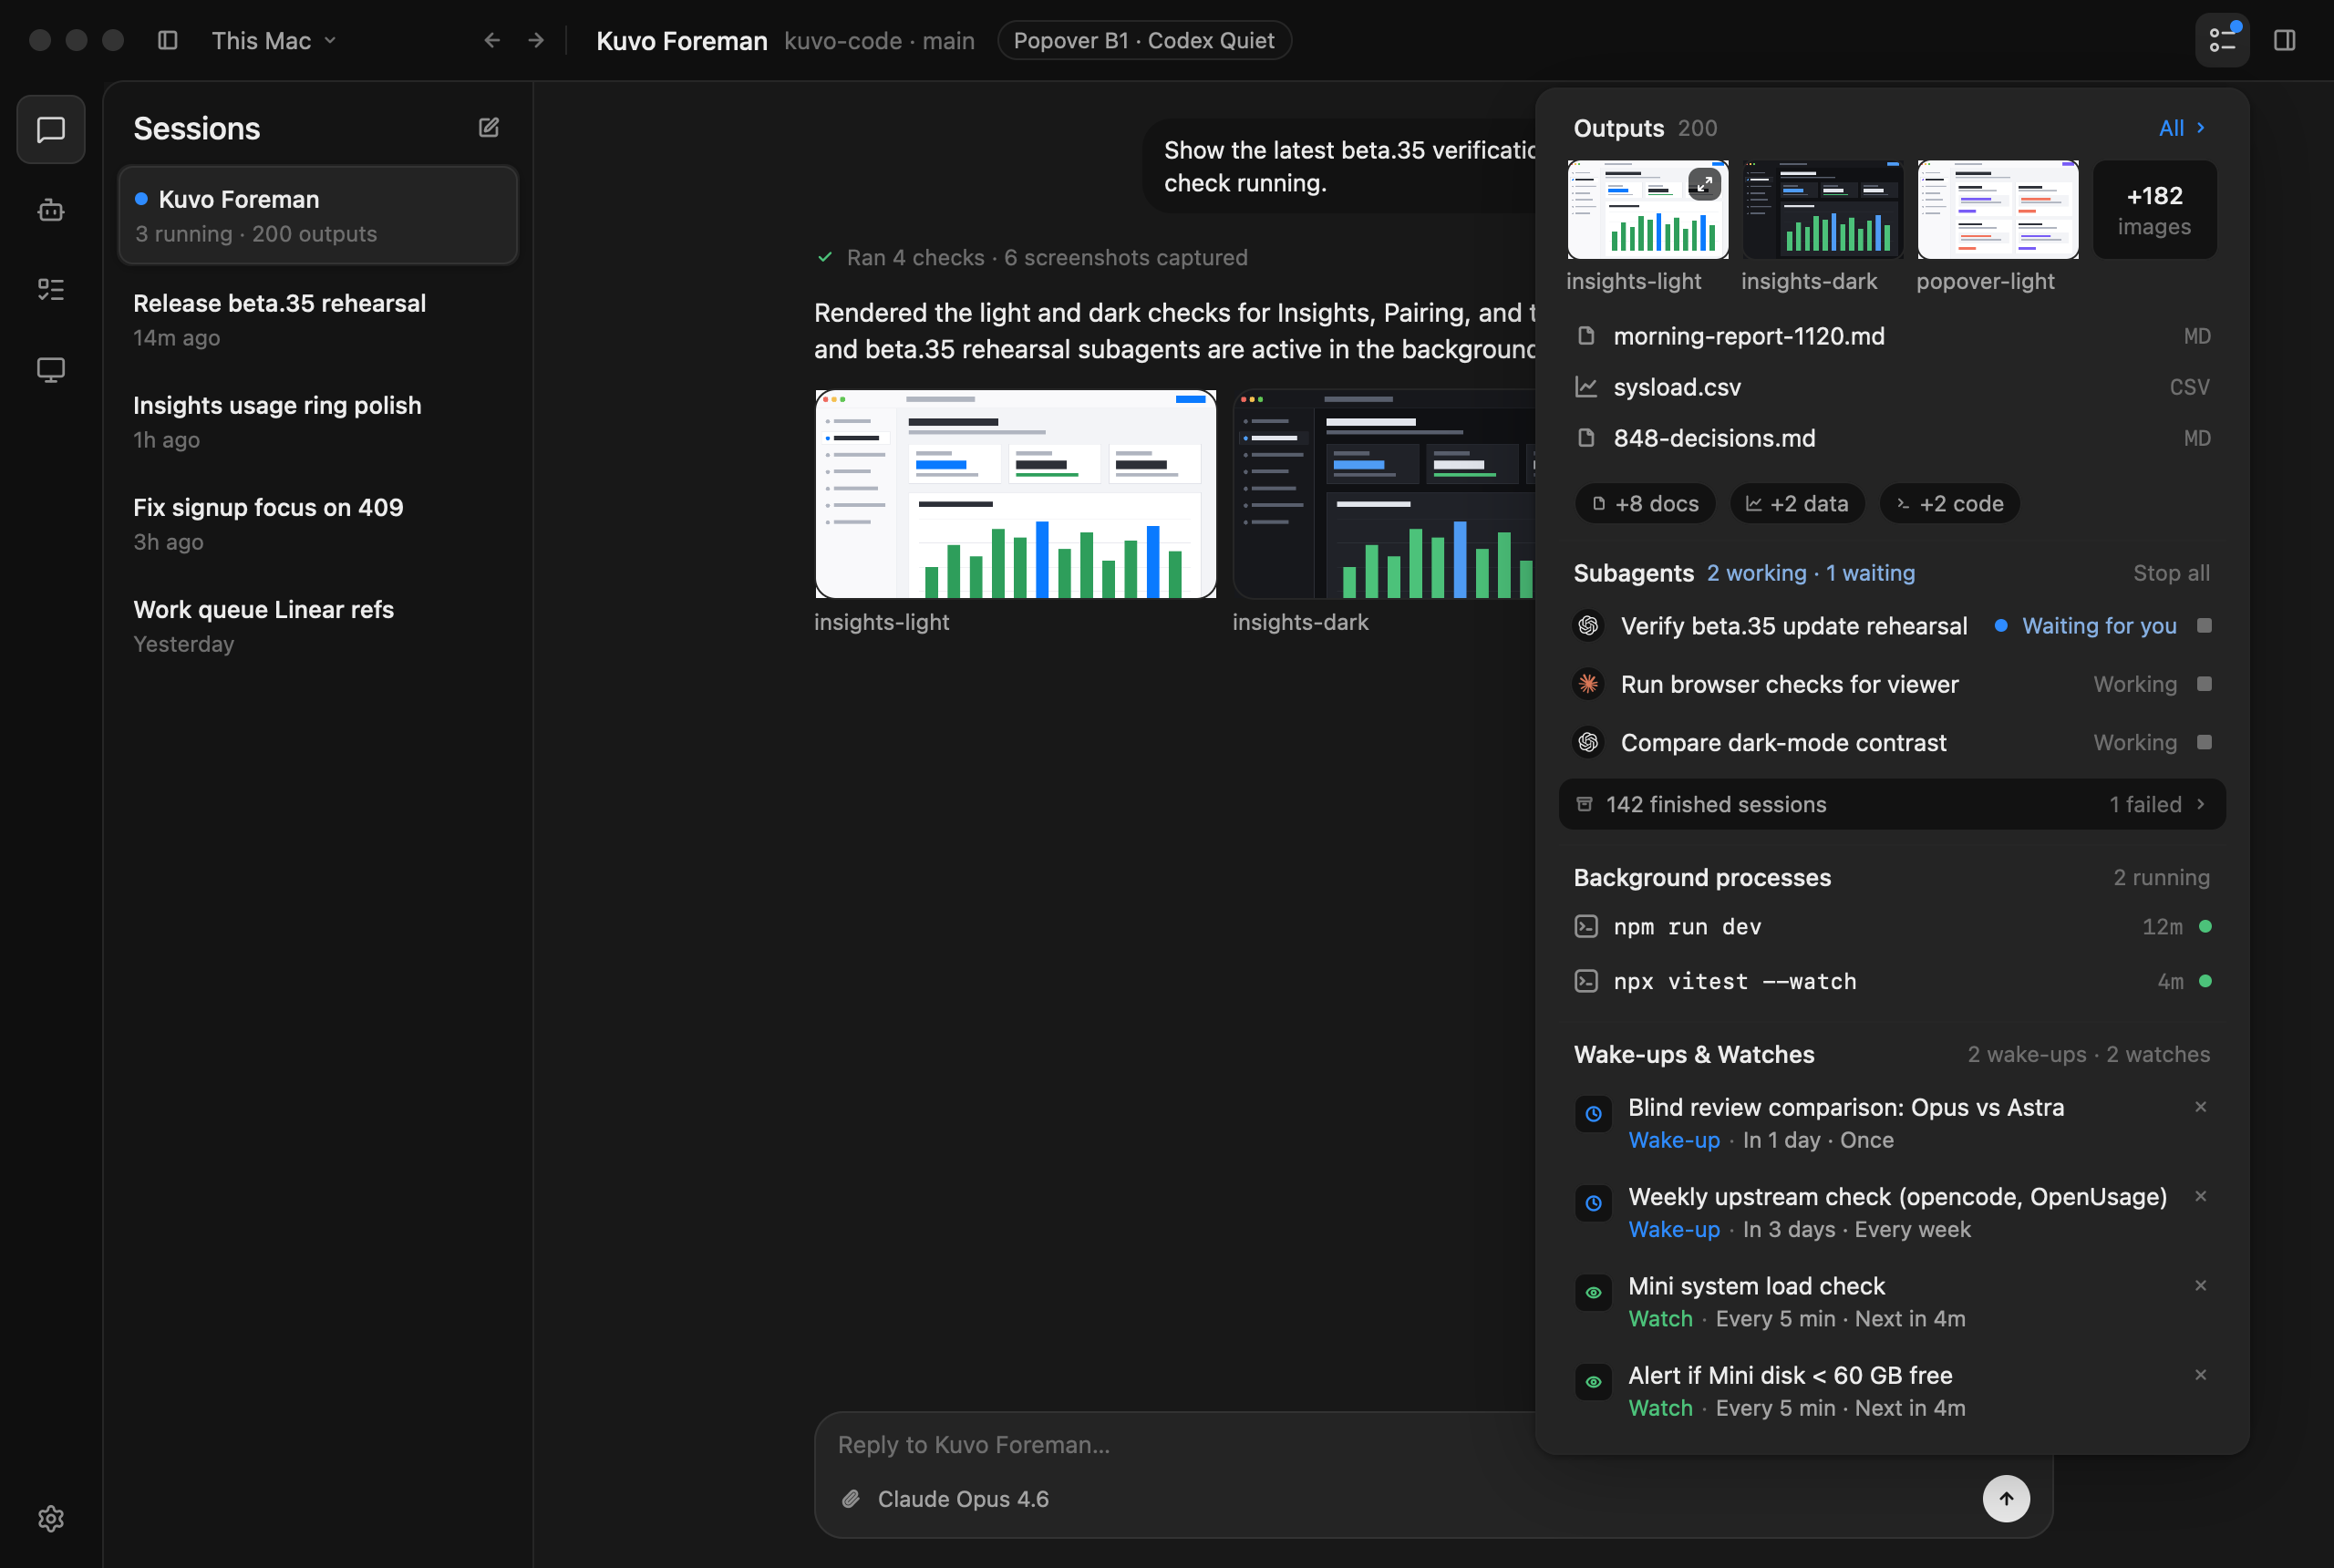 This Mac
Kuvo Foreman kuvo-code · main
Popover B1 · Codex Quiet
Sessions
Kuvo Foreman
3 running · 200 outputs
Release beta.35 rehearsal
14m ago
Insights usage ring polish
1h ago
Fix signup focus on 409
3h ago
Work queue Linear refs
Yesterday
Show the latest beta.35
check running.
Ran 4 checks · 6 screenshots captured
Rendered the light and dark checks for Insights, Pairing, and
and beta.35 rehearsal subagents are active in the background
insights-light
insights-dark
Reply to Kuvo Foreman...
Claude Opus 4.6
Outputs 200
All
insights-light
insights-dark
popover-light
+182
images
morning-report-1120.md MD
sysload.csv CSV
848-decisions.md MD
+8 docs
+2 data
+2 code
Subagents 2 working · 1 waiting
Stop all
Verify beta.35 update rehearsal Waiting for you
Run browser checks for viewer Working
Compare dark-mode contrast Working
142 finished sessions 1 failed
Background processes 2 running
npm run dev 12m
npx vitest --watch 4m
Wake-ups & Watches 2 wake-ups · 2 watches
Blind review comparison: Opus vs Astra
Wake-up · In 1 day · Once
Weekly upstream check (opencode, OpenUsage)
Wake-up · In 3 days · Every week
Mini system load check
Watch · Every 5 min · Next in 4m
Alert if Mini disk < 60 GB free
Watch · Every 5 min · Next in 4m